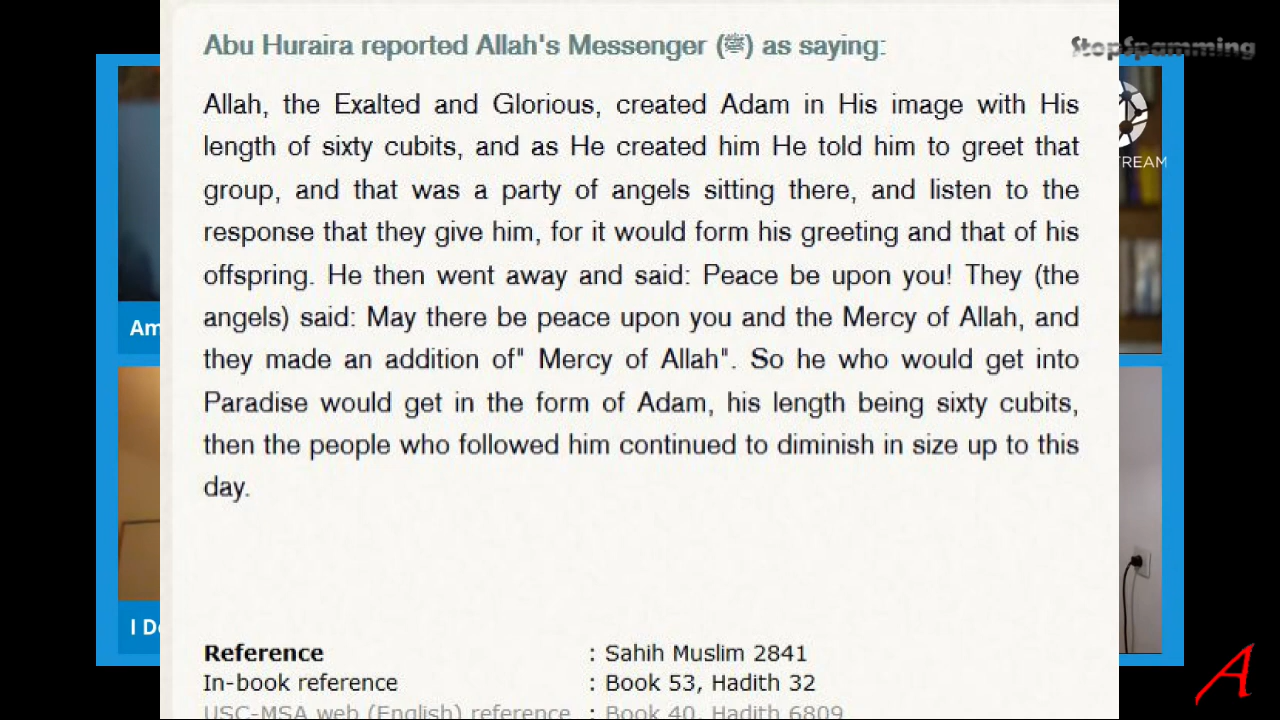 StopSpamming
Abu Huraira reported Allah's Messenger (ﷺ) as saying:
Allah, the Exalted and Glorious, created Adam in His image with His
length of sixty cubits, and as He created him He told him to greet that
group, and that was a party of angels sitting there, and listen to the
response that they give him, for it would form his greeting and that of his
offspring. He then went away and said: Peace be upon you! They (the
angels) said: May there be peace upon you and the Mercy of Allah, and
they made an addition of" Mercy of Allah". So he who would get into
Paradise would get in the form of Adam, his length being sixty cubits,
then the people who followed him continued to diminish in size up to this
day.
Reference : Sahih Muslim 2841
In-book reference : Book 53, Hadith 32
USC-MSA web (English) reference : Book 40, Hadith 6809
Am
I D
REAM
A